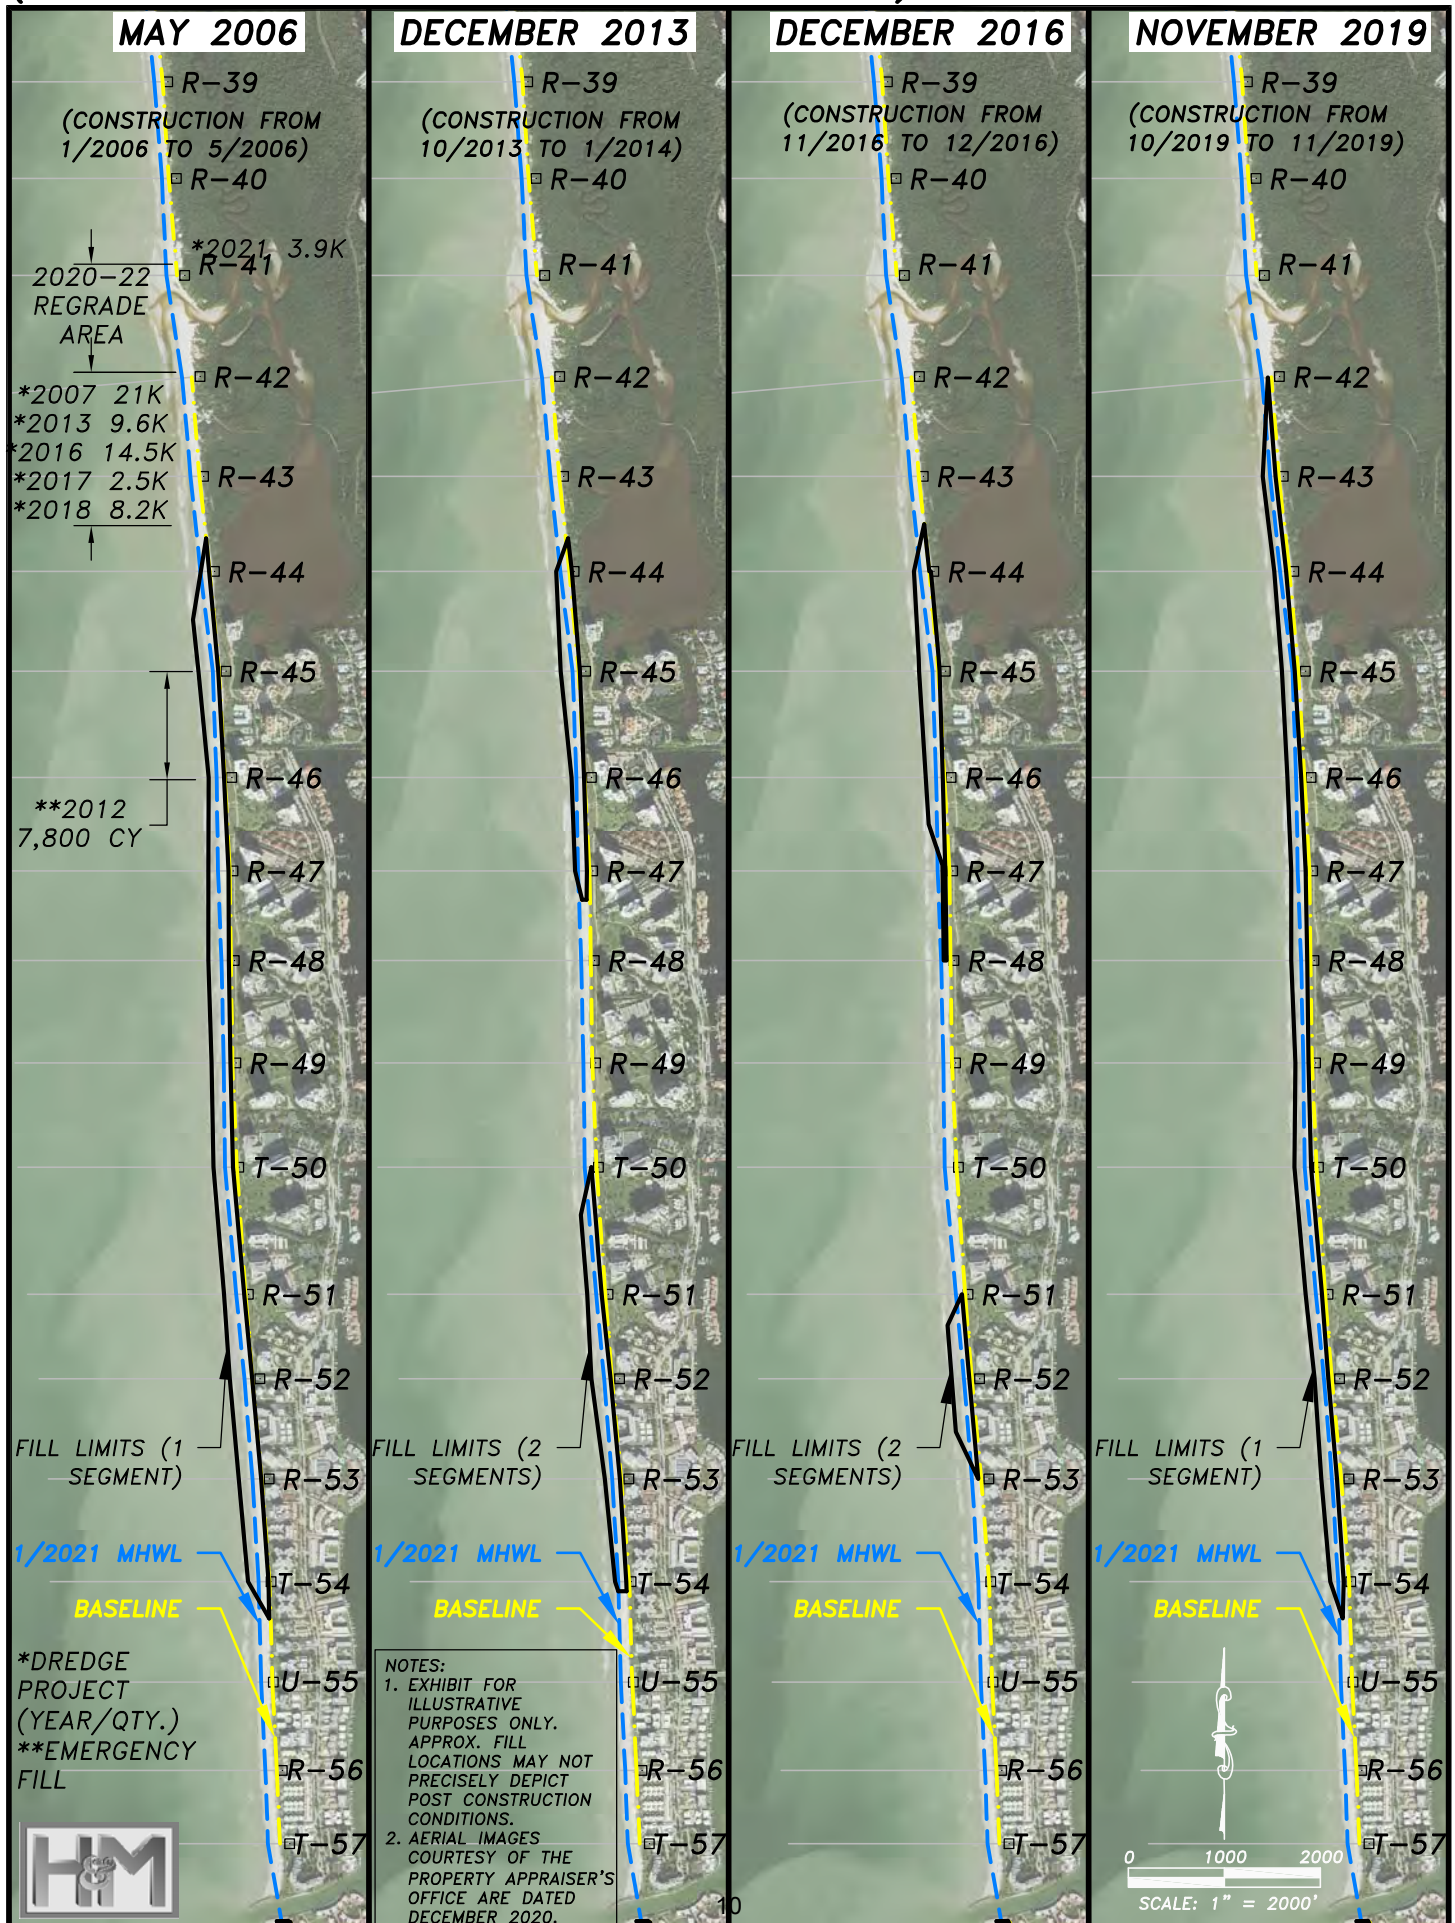 MAY 2006
R-39
(CONSTRUCTION FROM
1/2006 TO 5/2006)
R-40
*2021 3.9K
R-41
2020-22
REGRADE
AREA
R-42
*2007 21K
*2013 9.6K
*2016 14.5K
*2017 2.5K
*2018 8.2K
R-43
R-44
R-45
R-46
**2012
7,800 CY
R-47
R-48
R-49
T-50
R-51
R-52
FILL LIMITS (1
SEGMENT)
R-53
1/2021 MHWL
T-54
BASELINE
*DREDGE
PROJECT
(YEAR/QTY.)
**EMERGENCY
FILL
U-55
R-56
T-57
H&M
DECEMBER 2013
R-39
(CONSTRUCTION FROM
10/2013 TO 1/2014)
R-40
R-41
R-42
R-43
R-44
R-45
R-46
R-47
R-48
R-49
T-50
R-51
R-52
FILL LIMITS (2
SEGMENTS)
R-53
1/2021 MHWL
T-54
BASELINE
U-55
R-56
T-57
NOTES:
1. EXHIBIT FOR
ILLUSTRATIVE
PURPOSES ONLY.
APPROX. FILL
LOCATIONS MAY NOT
PRECISELY DEPICT
POST CONSTRUCTION
CONDITIONS.
2. AERIAL IMAGES
COURTESY OF THE
PROPERTY APPRAISER'S
OFFICE ARE DATED
DECEMBER 2020.
10
DECEMBER 2016
R-39
(CONSTRUCTION FROM
11/2016 TO 12/2016)
R-40
R-41
R-42
R-43
R-44
R-45
R-46
R-47
R-48
R-49
T-50
R-51
R-52
FILL LIMITS (2
SEGMENTS)
R-53
1/2021 MHWL
T-54
BASELINE
U-55
R-56
T-57
NOVEMBER 2019
R-39
(CONSTRUCTION FROM
10/2019 TO 11/2019)
R-40
R-41
R-42
R-43
R-44
R-45
R-46
R-47
R-48
R-49
T-50
R-51
R-52
FILL LIMITS (1
SEGMENT)
R-53
1/2021 MHWL
T-54
BASELINE
U-55
R-56
T-57
0 1000 2000
SCALE: 1" = 2000'